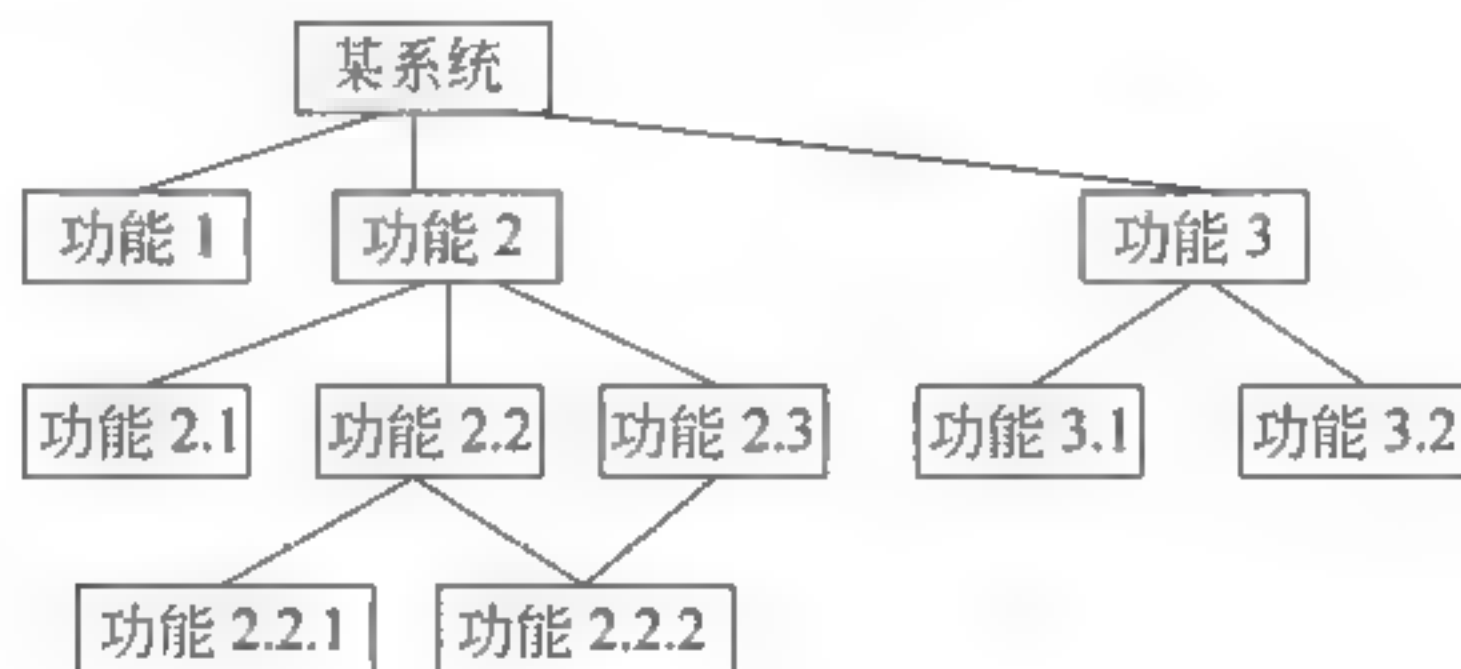 某系统
功能 1
功能 2
功能 3
功能 2.1
功能 2.2
功能 2.3
功能 3.1
功能 3.2
功能 2.2.1
功能 2.2.2